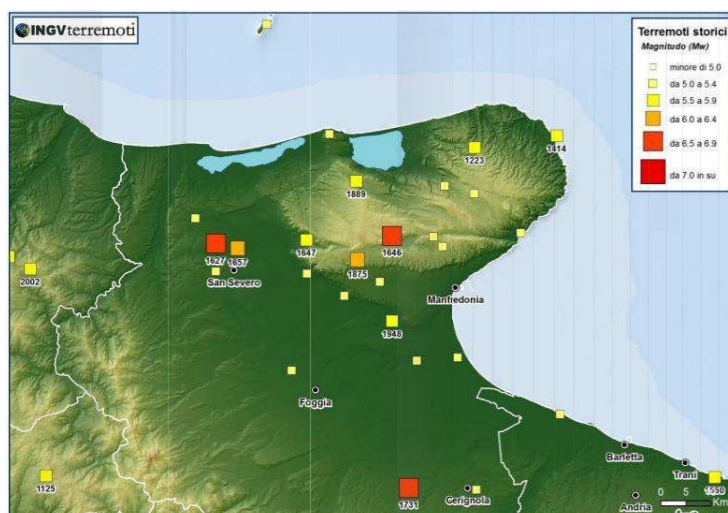 INGVterremoti
Terremoti storici
Magnitudo (Mw)
minore di 5.0
da 5.0 a 5.4
da 5.5 a 5.9
da 6.0 a 6.4
da 6.5 a 6.9
da 7.0 in su
1223
1414
1889
1627
1657
1647
1646
2002
San Severo
1875
Manfredonia
1948
Foggia
Barletta
Trani
1125
1731
Cerignola
Andria
1560
0 5
Km